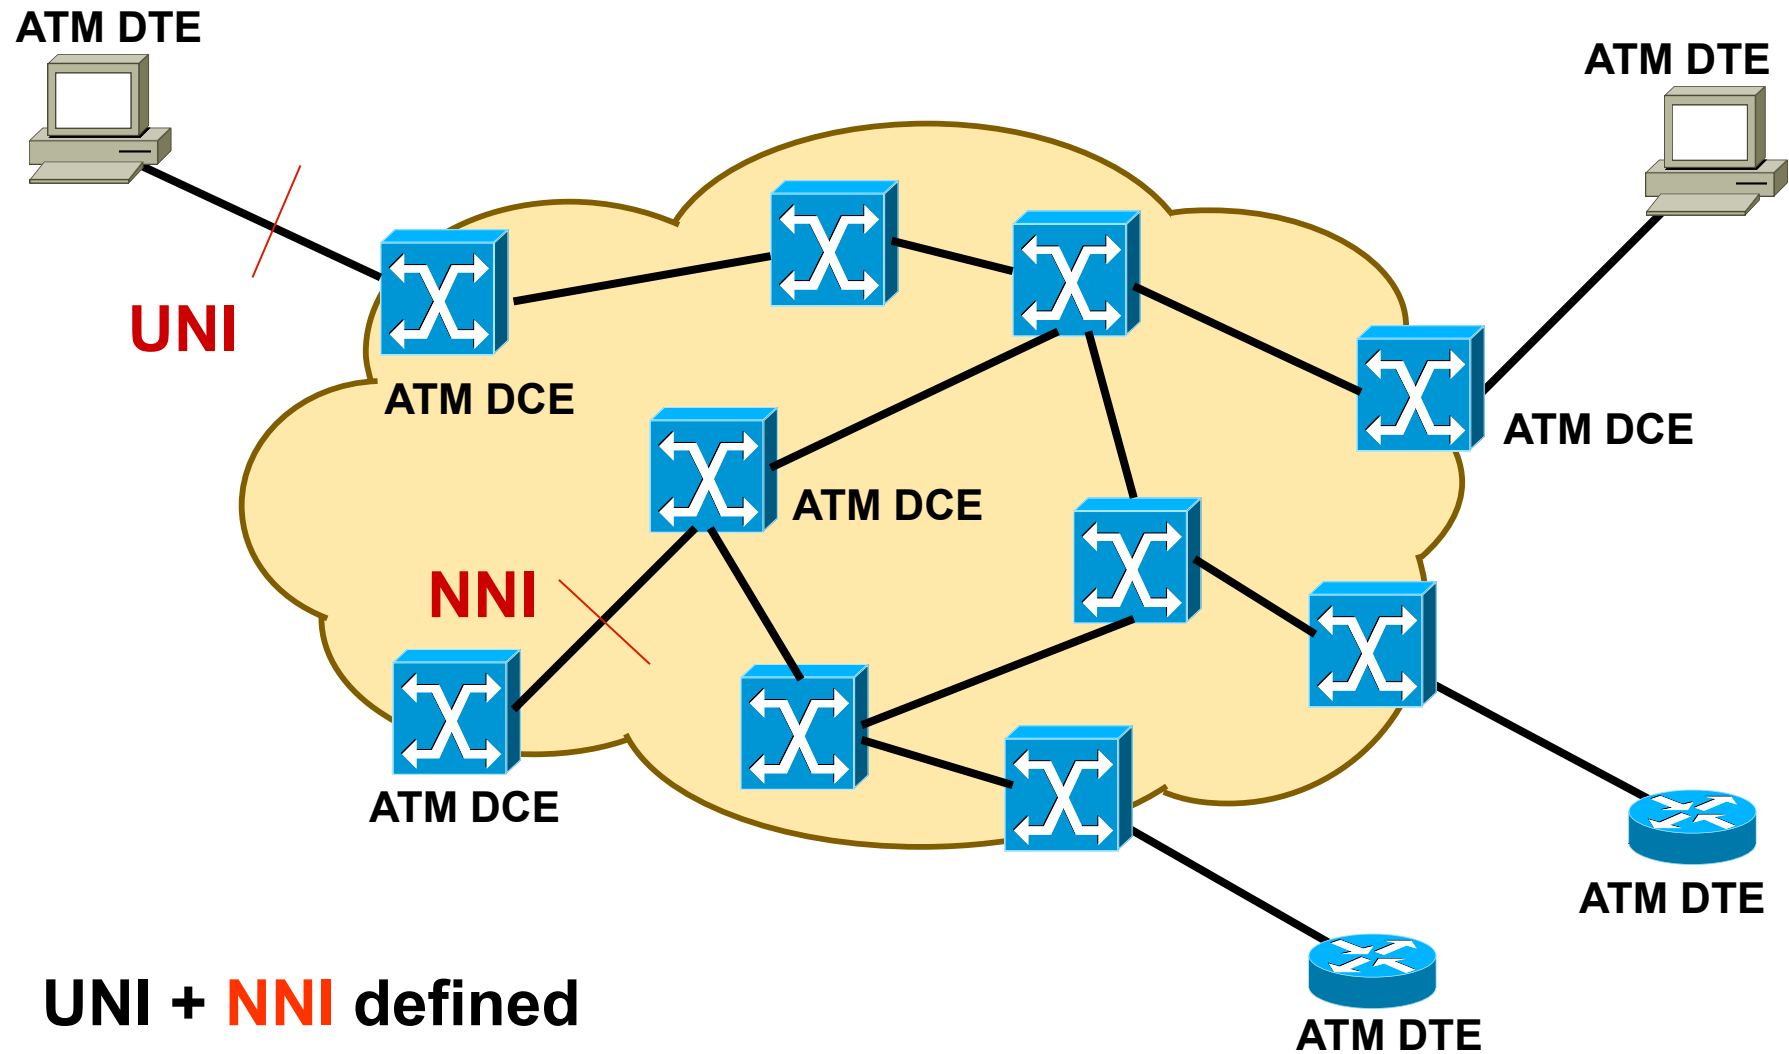 ATM DTE
ATM DTE
UNI
ATM DCE
ATM DCE
ATM DCE
NNI
ATM DCE
ATM DTE
UNI + NNI defined
ATM DTE